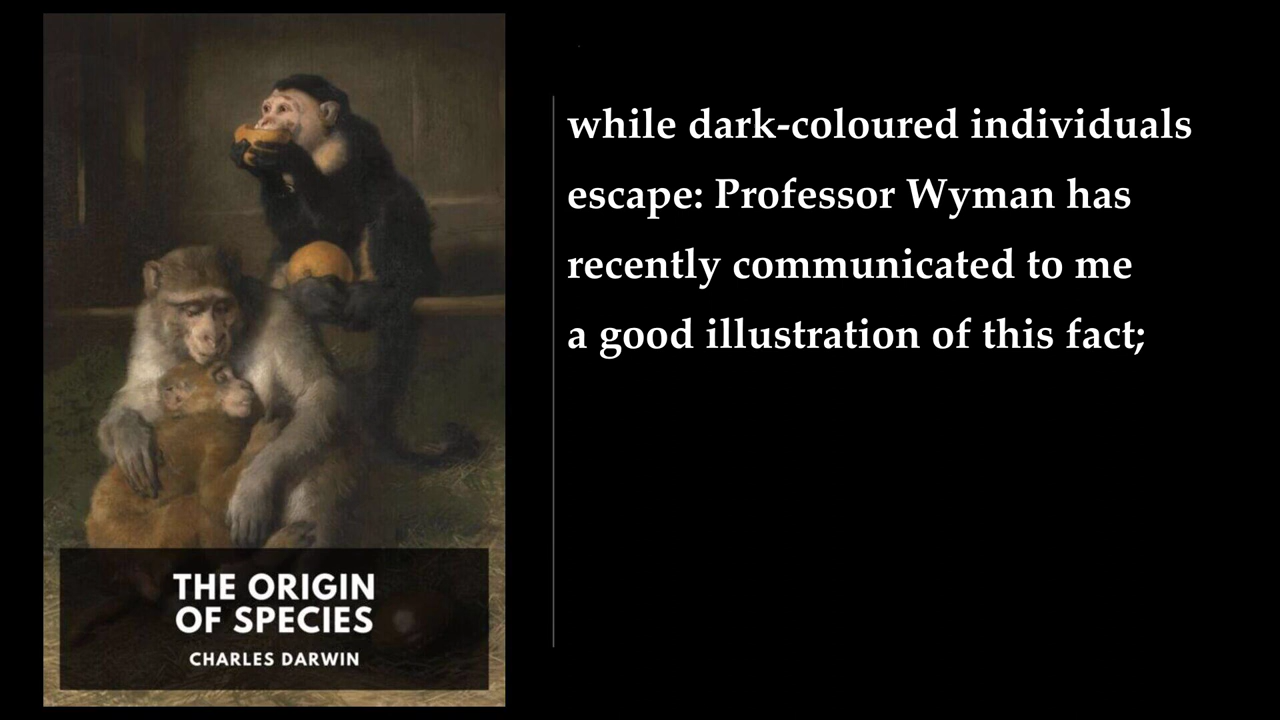 while dark-coloured individuals
escape: Professor Wyman has
recently communicated to me
a good illustration of this fact;
THE ORIGIN
OF SPECIES
CHARLES DARWIN